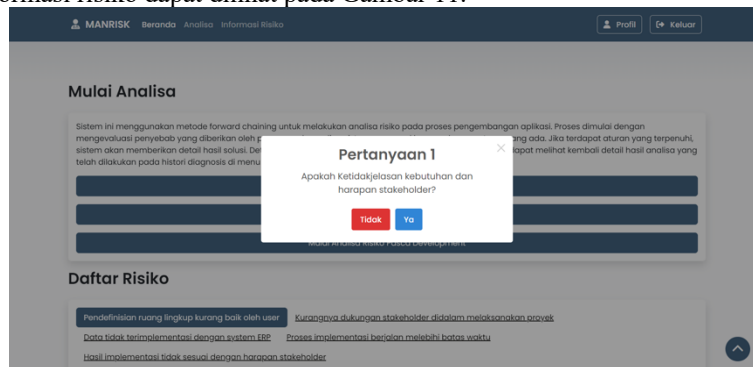 ormasi risiko dapat dilihat pada Gambar 11.
MANRISK Beranda Analisa Informasi Risiko Profil Keluar
Mulai Analisa
Sistem ini menggunakan metode forward chaining untuk melakukan analisa risiko pada proses pengembangan aplikasi. Proses dimulai dengan
mengevaluasi penyebab yang diberikan oleh ang ada. Jika terdapat aturan yang terpenuhi,
sistem akan memberikan detail hasil solusi. dapat melihat kembali detail hasil analisa yang
telah dilakukan pada histori diagnosis di menu
Pertanyaan 1
Apakah Ketidakjelasan kebutuhan dan
harapan stakeholder?
Tidak Ya
Mulai Analisa Risiko Pasca Development
Daftar Risiko
Pendefinisian ruang lingkup kurang baik oleh user Kurangnya dukungan stakeholder didalam melaksanakan proyek
Data tidak terimplementasi dengan system ERP Proses implementasi berjalan melebihi batas waktu
Hasil implementasi tidak sesuai dengan harapan stakeholder